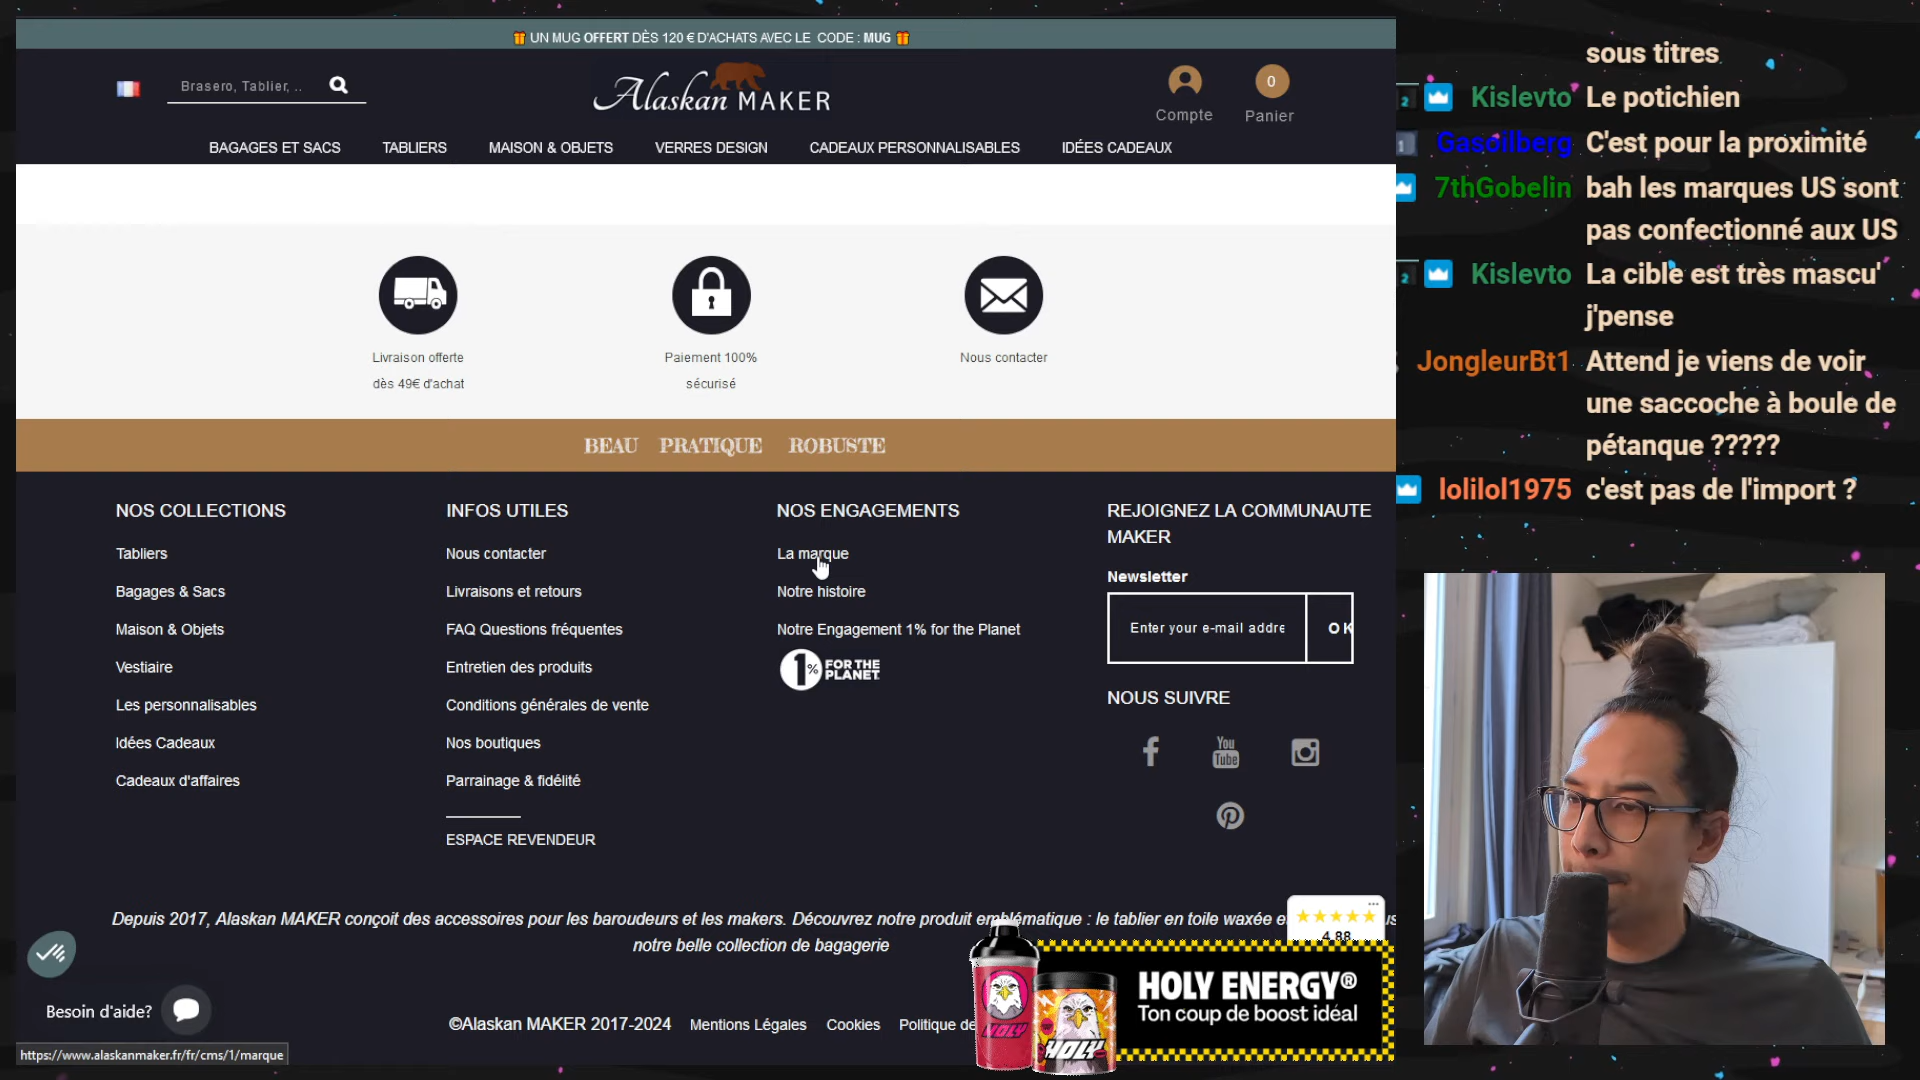 UN MUG OFFERT DÈS 120 € D'ACHATS AVEC LE CODE : MUG
Brasero, Tablier, ..
Alaskan MAKER
0
Compte
Panier
BAGAGES ET SACS
TABLIERS
MAISON & OBJETS
VERRES DESIGN
CADEAUX PERSONNALISABLES
IDÉES CADEAUX
Livraison offerte
dès 49€ d'achat
Paiement 100%
sécurisé
Nous contacter
BEAU PRATIQUE ROBUSTE
NOS COLLECTIONS
Tabliers
Bagages & Sacs
Maison & Objets
Vestiaire
Les personnalisables
Idées Cadeaux
Cadeaux d'affaires
INFOS UTILES
Nous contacter
Livraisons et retours
FAQ Questions fréquentes
Entretien des produits
Conditions générales de vente
Nos boutiques
Parrainage & fidélité
ESPACE REVENDEUR
NOS ENGAGEMENTS
La marque
Notre histoire
Notre Engagement 1% for the Planet
1% FOR THE
PLANET
REJOIGNEZ LA COMMUNAUTE
MAKER
Newsletter
Enter your e-mail addre
OK
NOUS SUIVRE
You
Tube
Depuis 2017, Alaskan MAKER conçoit des accessoires pour les baroudeurs et les makers. Découvrez notre produit emblématique : le tablier en toile waxée
notre belle collection de bagagerie
4.88
Besoin d'aide?
©Alaskan MAKER 2017-2024 Mentions Légales Cookies Politique de
https://www.alaskanmaker.fr/fr/cms/1/marque
HOLY ENERGY®
Ton coup de boost idéal
HOLY
HOLY
sous titres
2 Kislevto Le potichien
1 Gasoilberg C'est pour la proximité
7thGobelin bah les marques US sont
pas confectionné aux US
2 Kislevto La cible est très mascu'
j'pense
JongleurBt1 Attend je viens de voir
une saccoche à boule de
pétanque ?????
lolilol1975 c'est pas de l'import ?